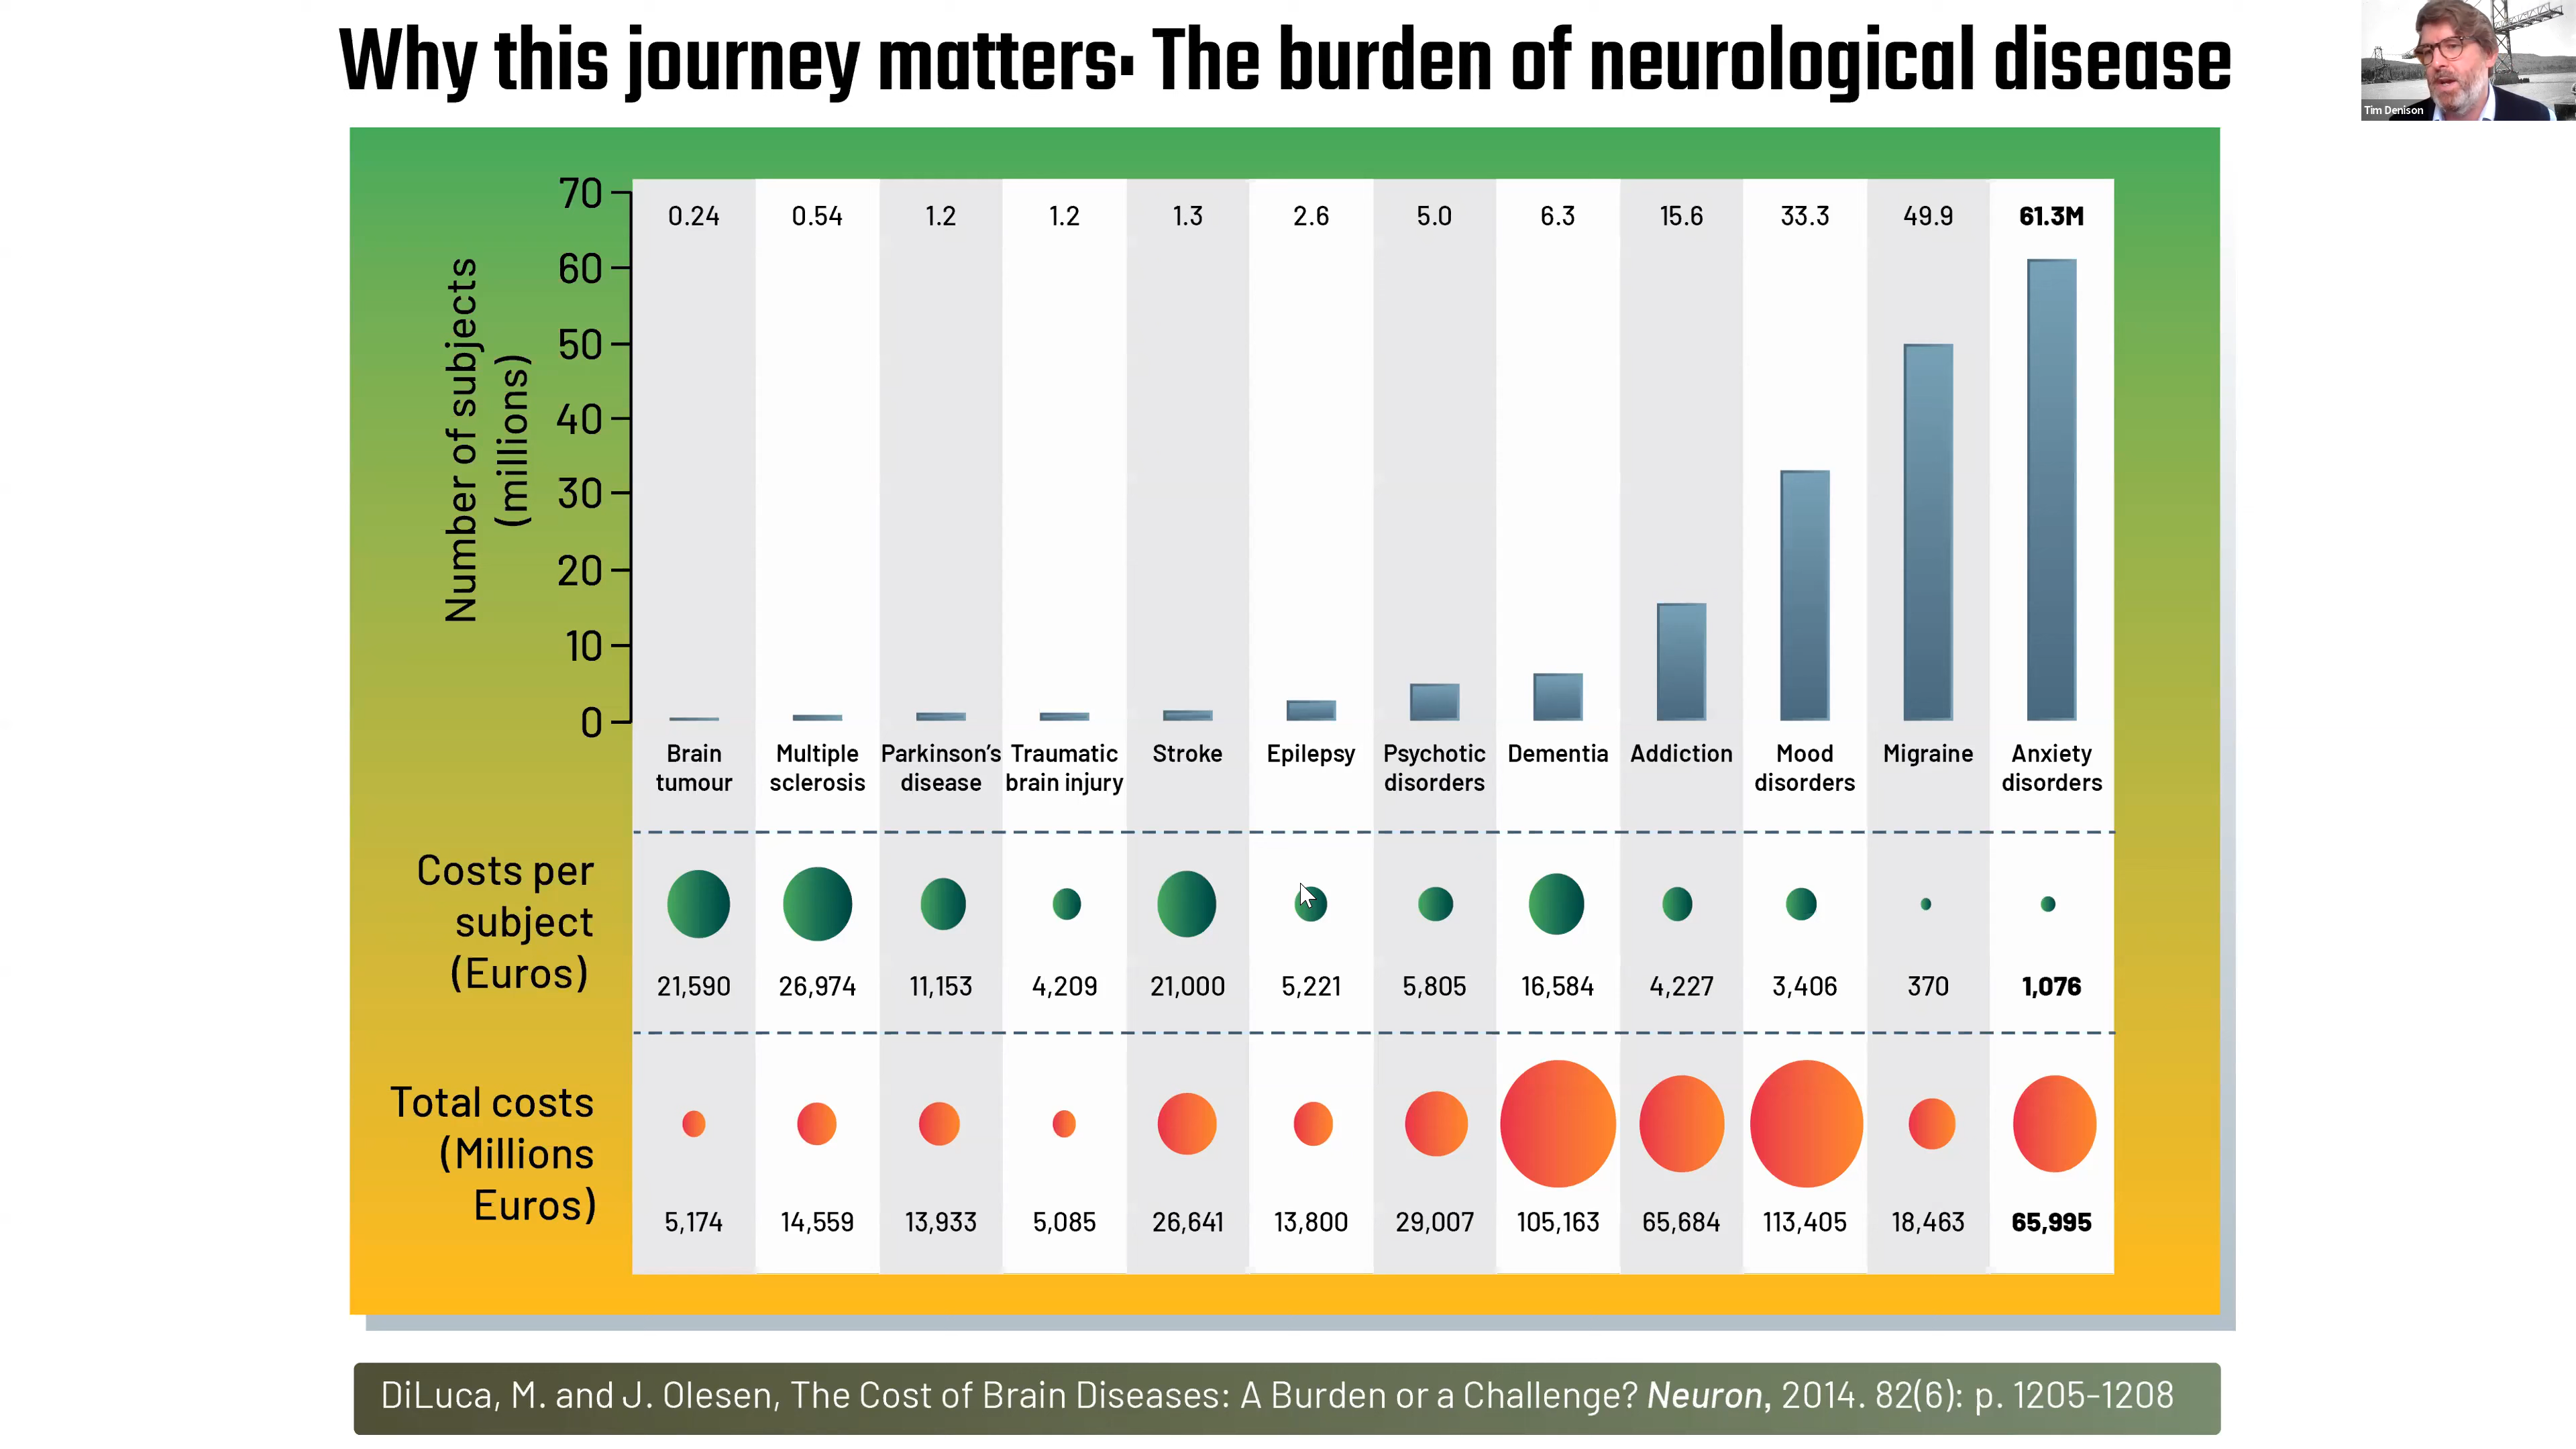 Why this journey matters: The burden of neurological disease
Tim Denison
Number of subjects
(millions)
70
60
50
40
30
20
10
0
0.24 0.54 1.2 1.2 1.3 2.6 5.0 6.3 15.6 33.3 49.9 61.3M
Brain Multiple Parkinson's Traumatic Stroke Epilepsy Psychotic Dementia Addiction Mood Migraine Anxiety
tumour sclerosis disease brain injury disorders disorders disorders
Costs per
subject
(Euros)
21,590 26,974 11,153 4,209 21,000 5,221 5,805 16,584 4,227 3,406 370 1,076
Total costs
(Millions
Euros)
5,174 14,559 13,933 5,085 26,641 13,800 29,007 105,163 65,684 113,405 18,463 65,995
DiLuca, M. and J. Olesen, The Cost of Brain Diseases: A Burden or a Challenge? Neuron, 2014. 82(6): p. 1205-1208